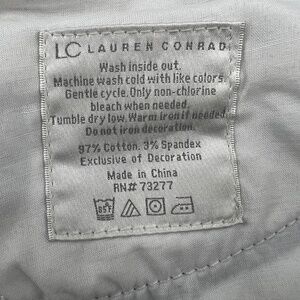 LC LAUREN CONRAD
Wash inside out.
Machine wash cold with like colors.
Gentle cycle. Only non-chlorine
bleach when needed.
Tumble dry low. Warm iron if needed.
Do not iron decoration.
97% Cotton. 3% Spandex
Exclusive of Decoration
Made in China
RN# 73277
85F